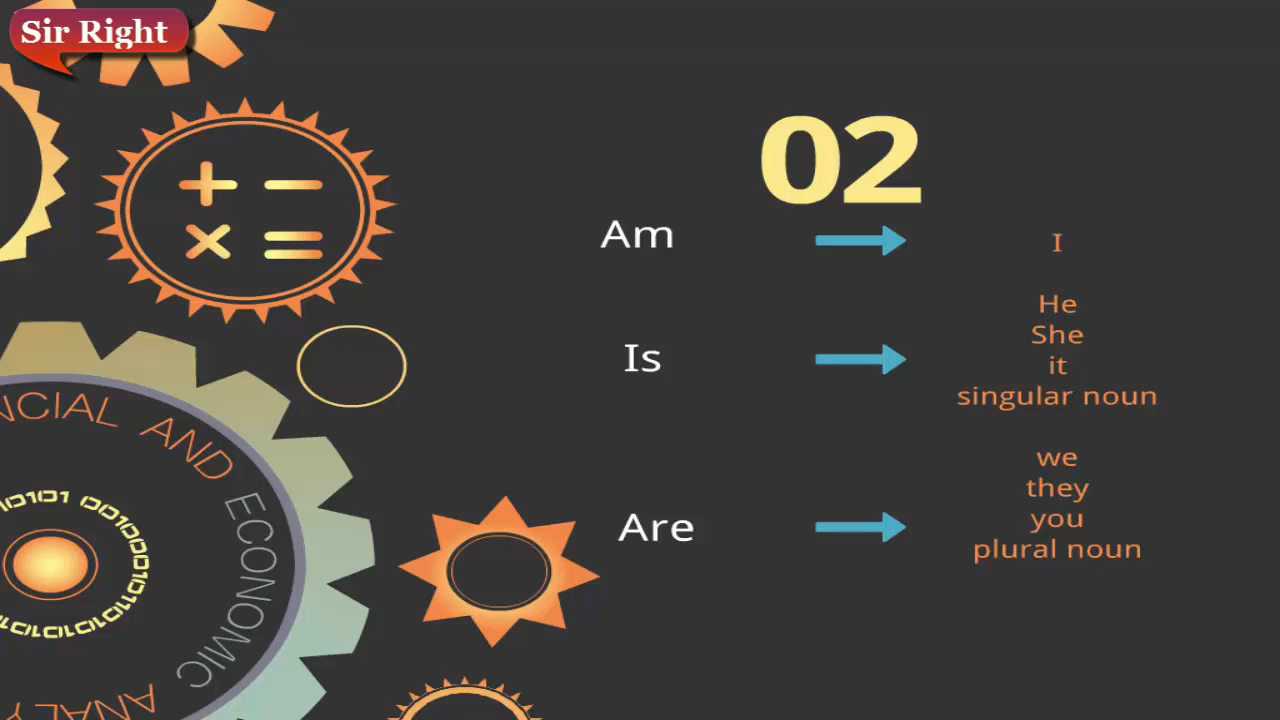 Sir Right
02
Am
I
He
She
Is
it
singular noun
we
they
Are
you
plural noun
NCIAL AND
ECONOMIC
ANALY